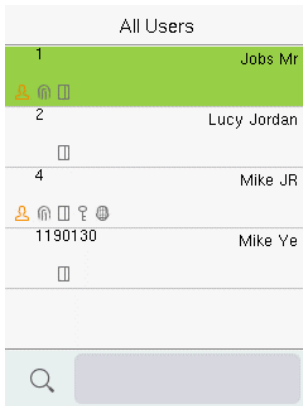 All Users
1 Jobs Mr
2 Lucy Jordan
4 Mike JR
1190130 Mike Ye